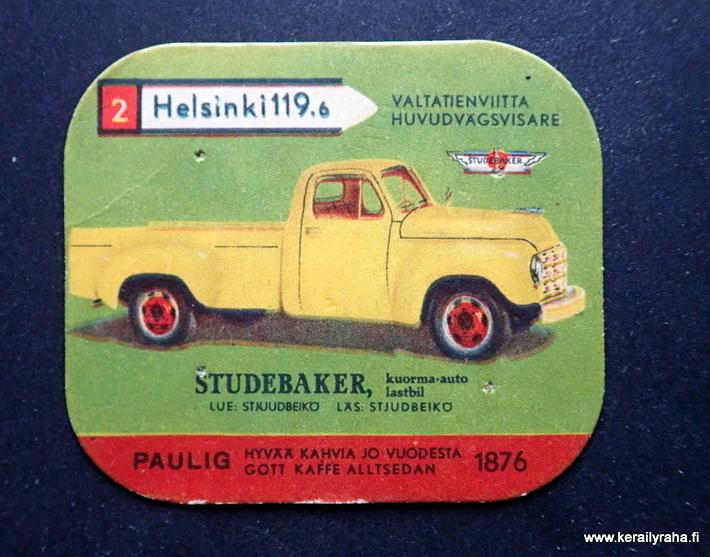 2 Helsinki 119.6
VALTATIENVIITTA
HUVUDVÄGSVISARE
STUDEBAKER
STUDEBAKER, kuorma-auto
lastbil
LUE: STJUUDBEIKÖ LÄS: STJUDBEIKÖ
PAULIG HYVÄÄ KAHVIA JO VUODESTA 1876
GOTT KAFFE ALLTSEDAN
www.kerailyraha.fi